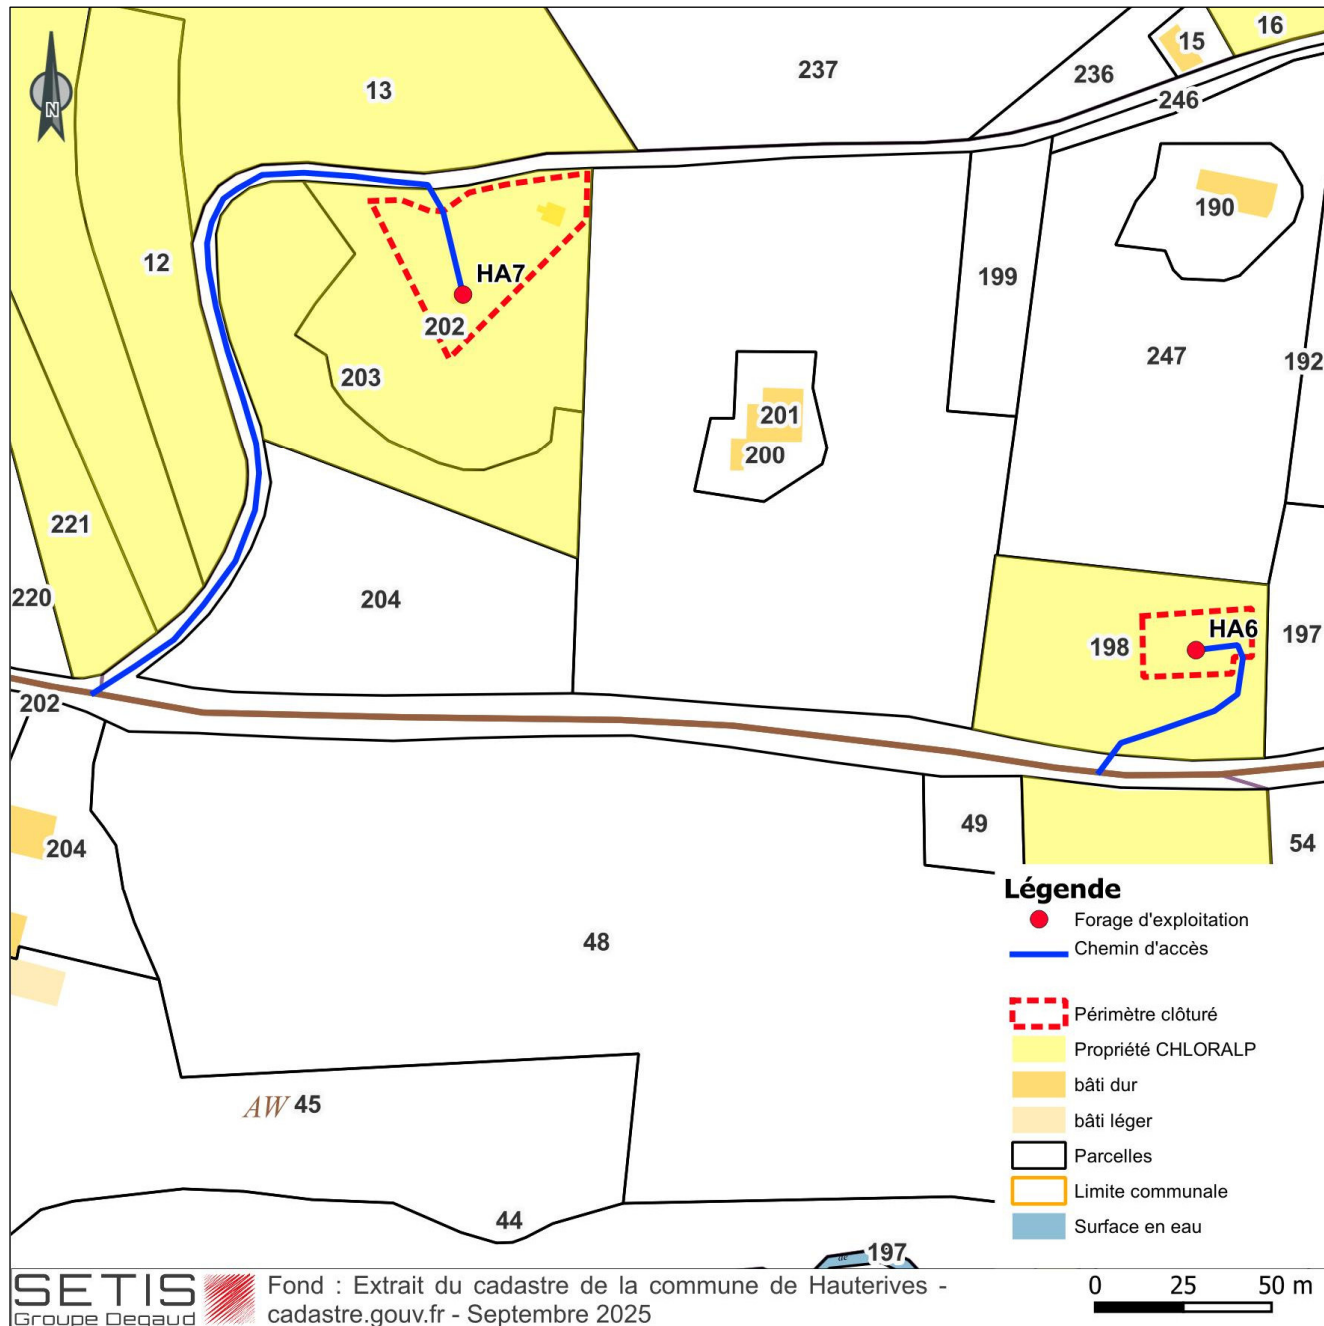 16
15
13
237
236
246
N
190
12
199
HA7
202
247
192
203
201
200
221
220
204
198
HA6
197
202
49
54
204
Légende
Forage d'exploitation
Chemin d'accès
48
Périmètre clôturé
Propriété CHLORALP
bâti dur
AW 45
bâti léger
Parcelles
Limite communale
44
Surface en eau
de
197
SETIS
Groupe Degaud
Fond : Extrait du cadastre de la commune de Hauterives -
cadastre.gouv.fr - Septembre 2025
0 25 50 m